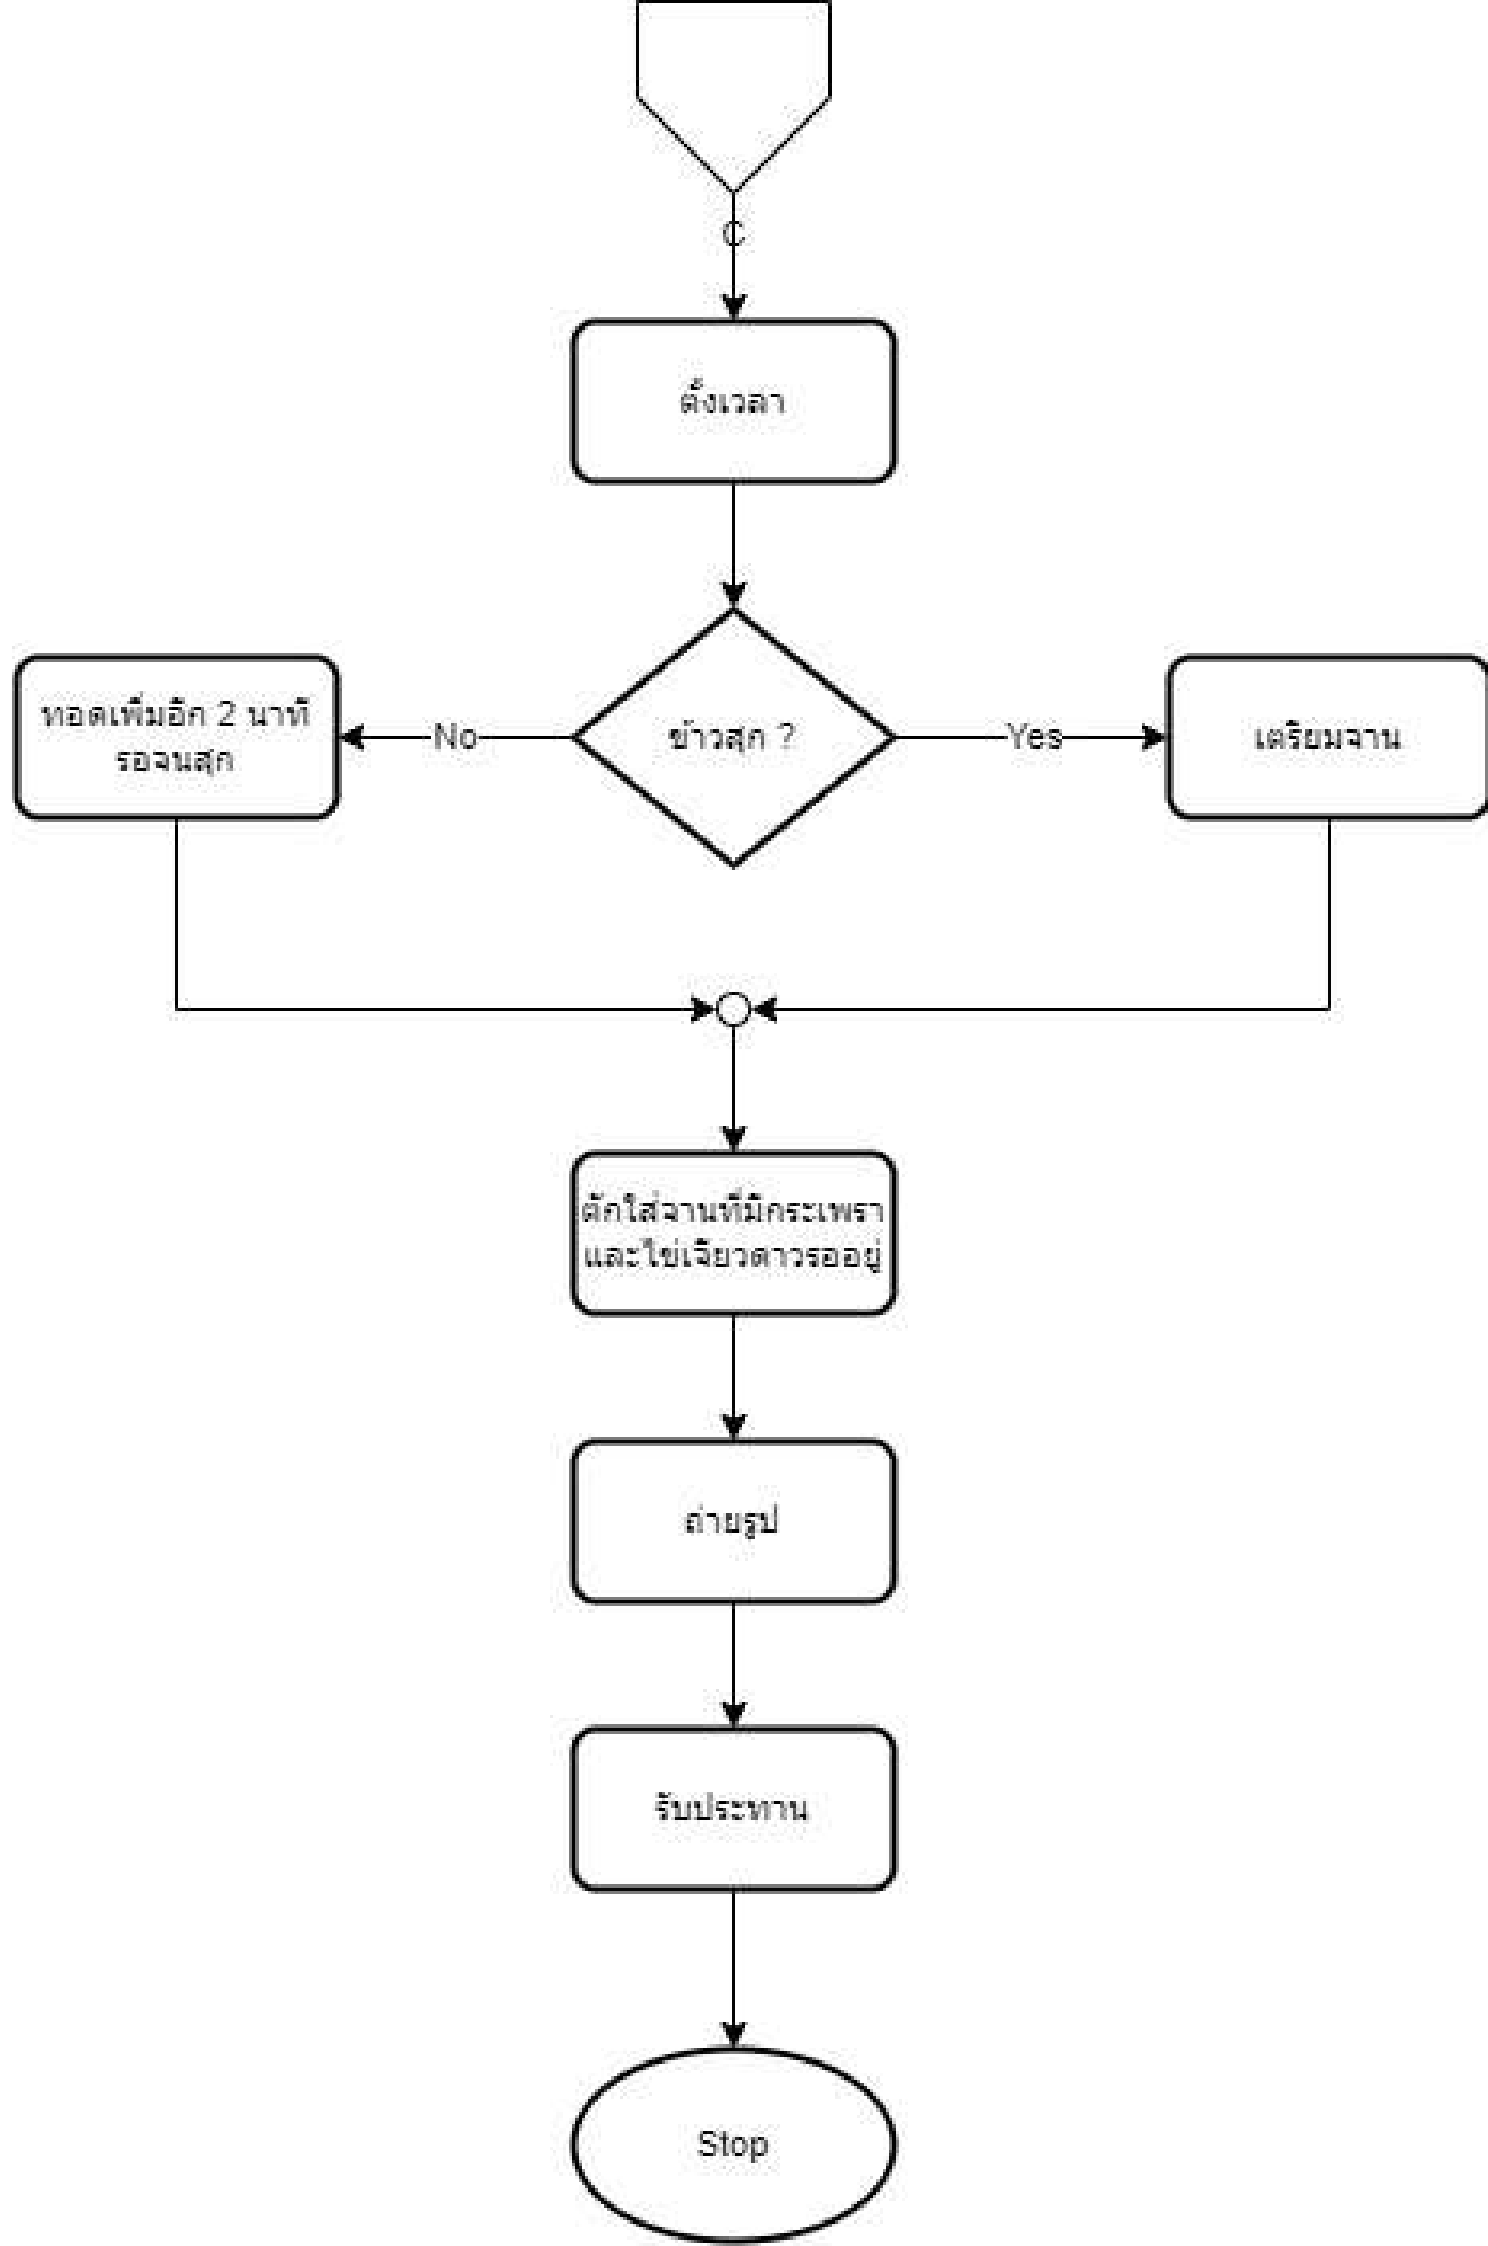 C
ตั้งเวลา
ทอดเพิ่มอีก 2 นาที
รอจนสุก
No
ข้าวสุก ?
Yes
เตรียมจาน
ตักใส่จานที่มีกระเพรา
และไข่เจียวดาวรออยู่
ถ่ายรูป
รับประทาน
Stop